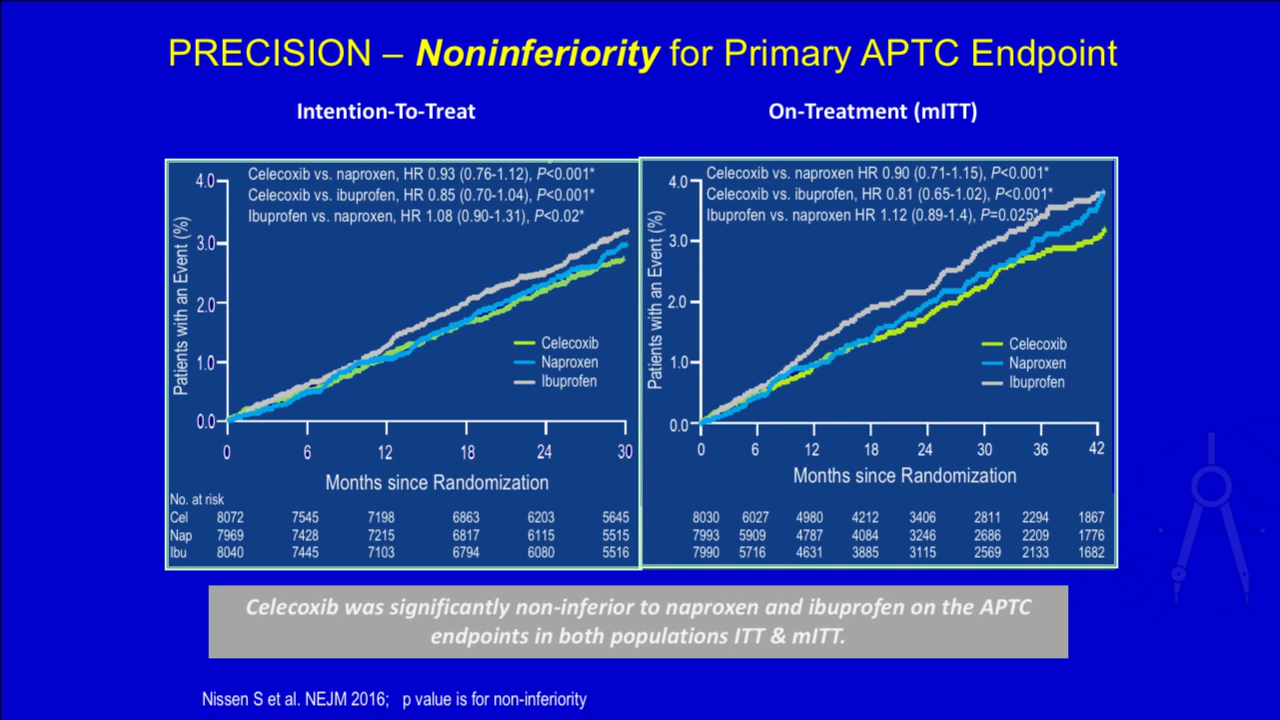 PRECISION – Noninferiority for Primary APTC Endpoint
Intention-To-Treat
Celecoxib vs. naproxen, HR 0.93 (0.76-1.12), P<0.001*
Celecoxib vs. ibuprofen, HR 0.85 (0.70-1.04), P<0.001*
Ibuprofen vs. naproxen, HR 1.08 (0.90-1.31), P<0.02*
Patients with an Event (%)
4.0
3.0
2.0
1.0
0.0
Celecoxib
Naproxen
Ibuprofen
0 6 12 18 24 30
Months since Randomization
No. at risk
Cel 8072 7545 7198 6863 6203 5645
Nap 7969 7428 7215 6817 6115 5515
Ibu 8040 7445 7103 6794 6080 5516
On-Treatment (mITT)
Celecoxib vs. naproxen HR 0.90 (0.71-1.15), P<0.001*
Celecoxib vs. ibuprofen, HR 0.81 (0.65-1.02), P<0.001*
Ibuprofen vs. naproxen HR 1.12 (0.89-1.4), P=0.025*
Patients with an Event (%)
4.0
3.0
2.0
1.0
0.0
Celecoxib
Naproxen
Ibuprofen
0 6 12 18 24 30 36 42
Months since Randomization
8030 6027 4980 4212 3406 2811 2294 1867
7993 5909 4787 4084 3246 2686 2209 1776
7990 5716 4631 3885 3115 2569 2133 1682
Celecoxib was significantly non-inferior to naproxen and ibuprofen on the APTC
endpoints in both populations ITT & mITT.
Nissen S et al. NEJM 2016; p value is for non-inferiority